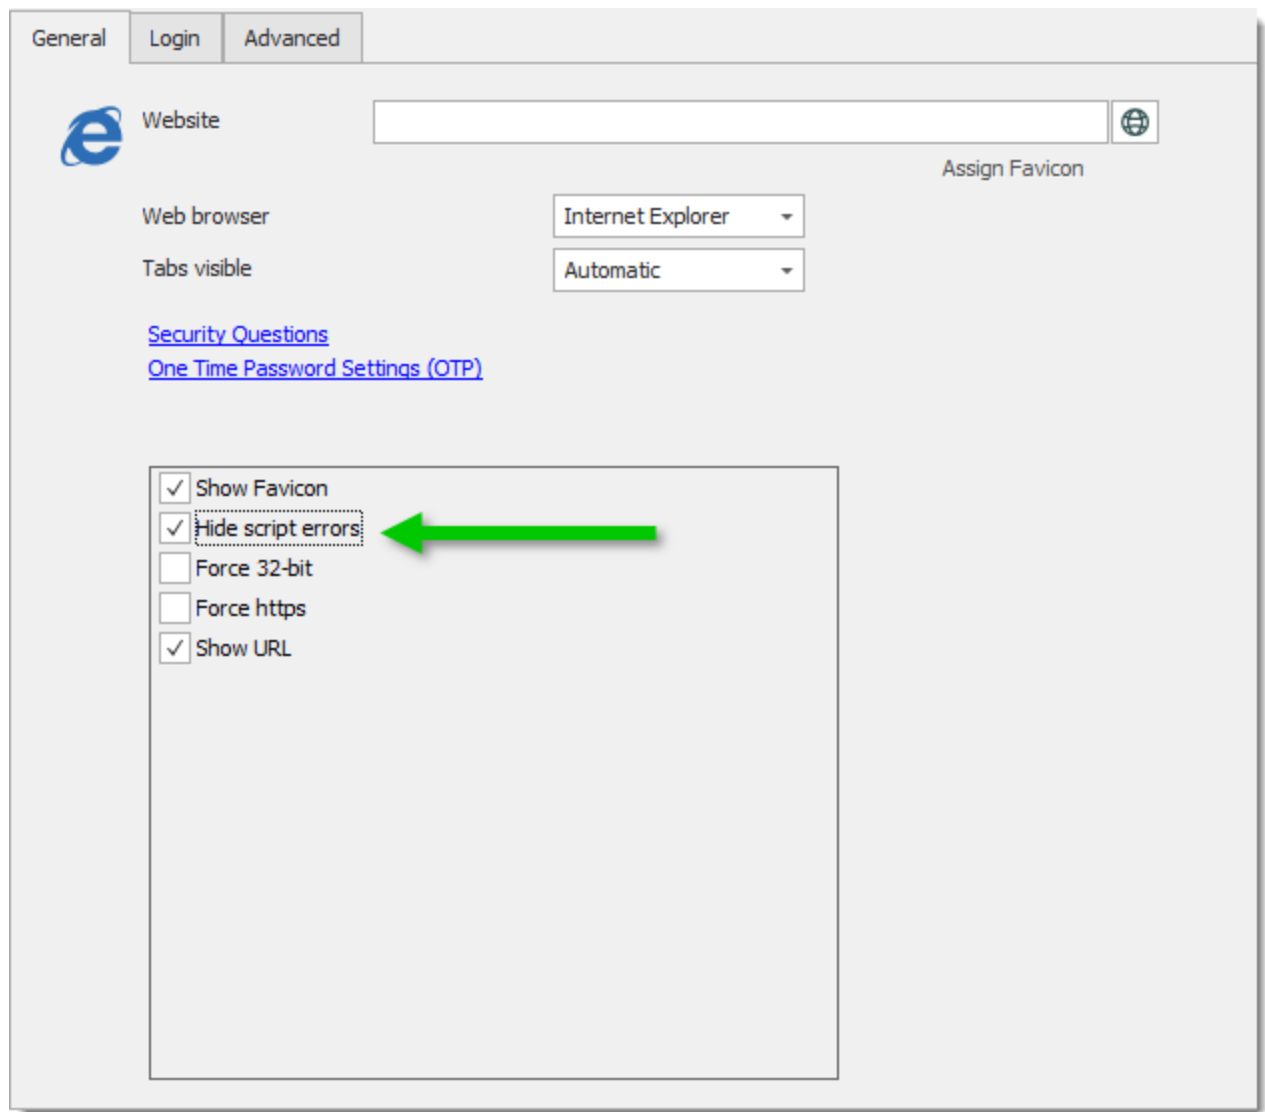 General Login Advanced
Website
Assign Favicon
Web browser Internet Explorer
Tabs visible Automatic
Security Questions
One Time Password Settings (OTP)
Show Favicon
Hide script errors
Force 32-bit
Force https
Show URL